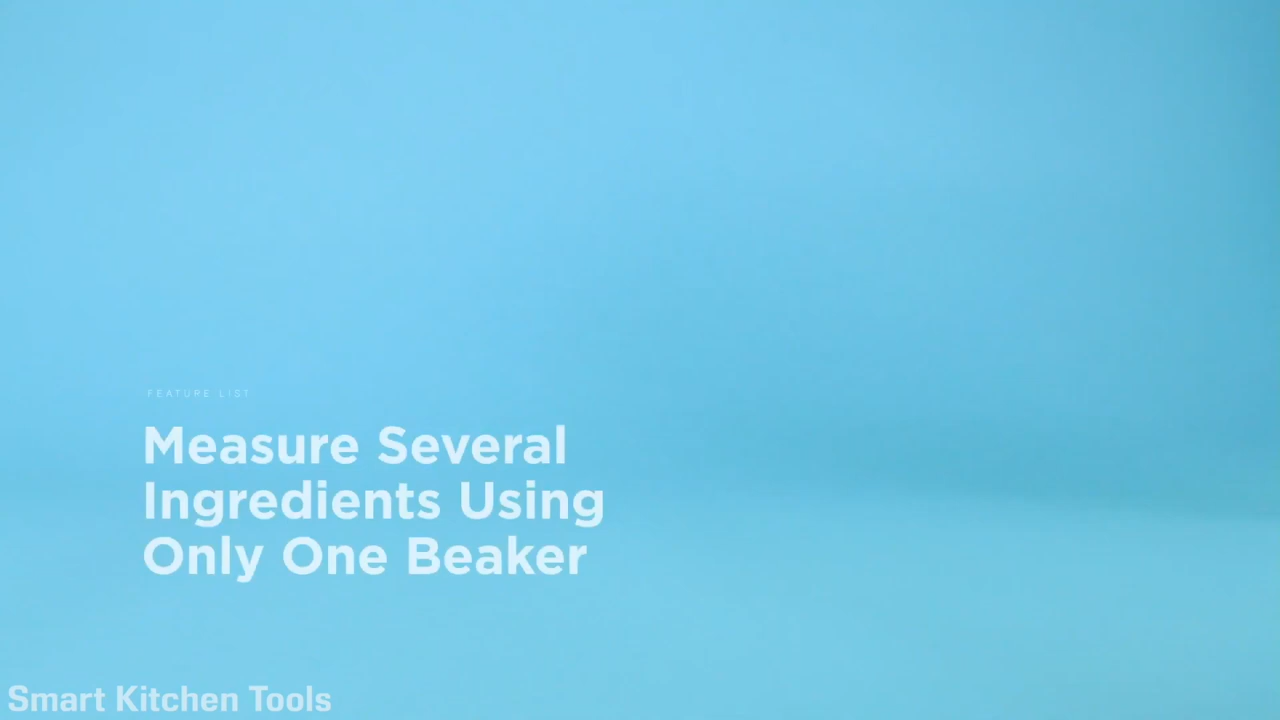 FEATURE LIST
Measure Several
Ingredients Using
Only One Beaker
Smart Kitchen Tools